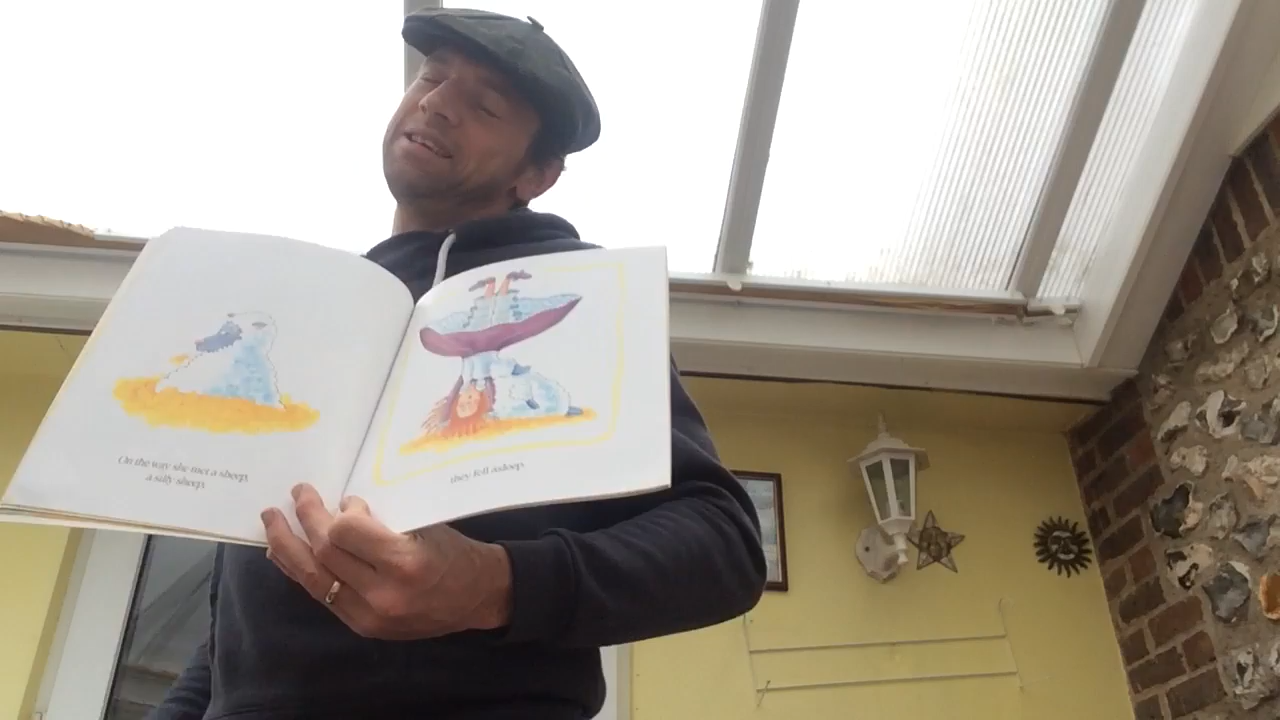 On the way she met a sheep,
a silly sheep,
they fell asleep.